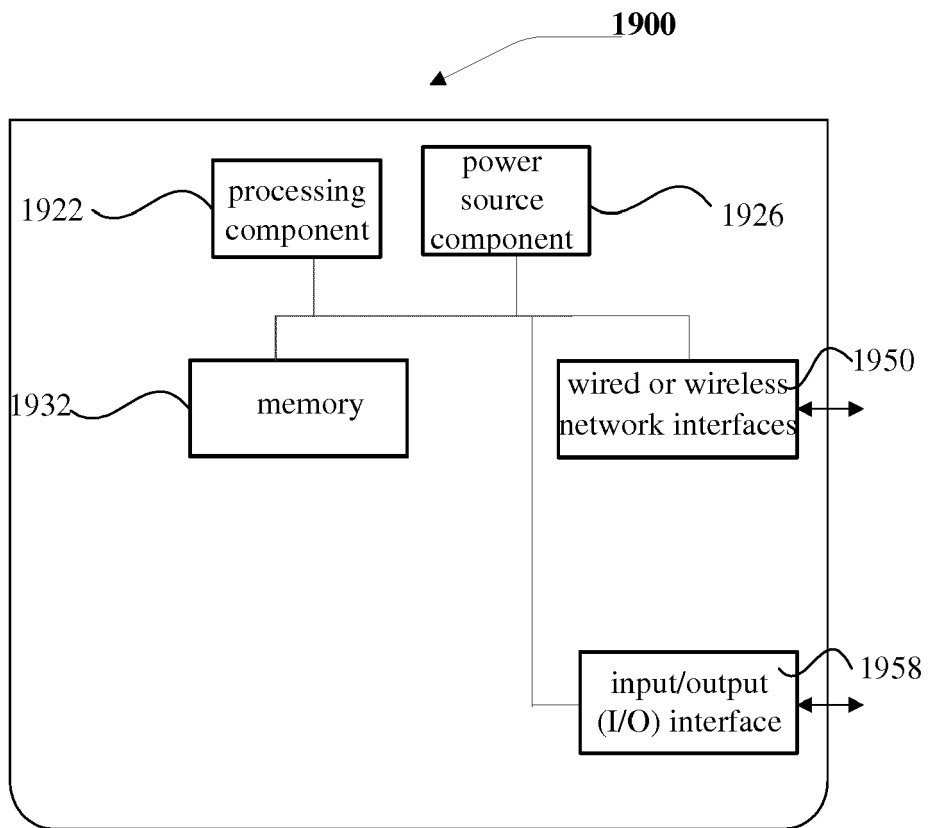 1900
processing
component
1922
power
source
component
1926
memory
1932
wired or wireless
network interfaces
1950
input/output
(I/O) interface
1958